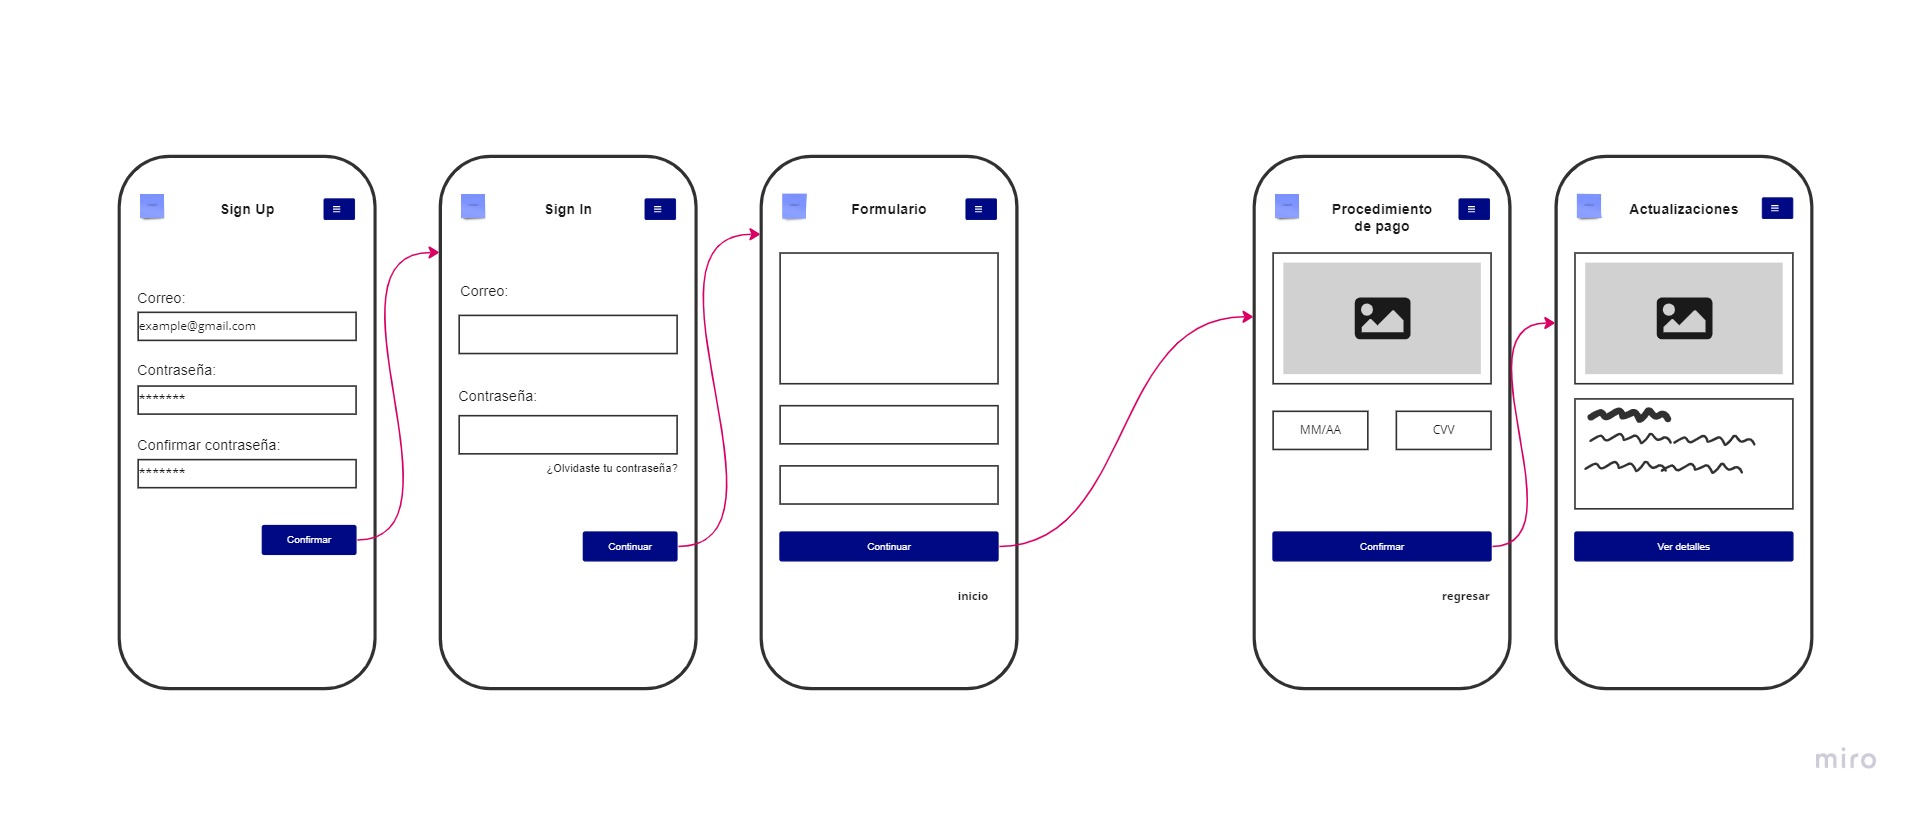 Sign Up
Correo:
example@gmail.com
Contraseña:
*******
Confirmar contraseña:
*******
Confirmar
Sign In
Correo:
Contraseña:
¿Olvidaste tu contraseña?
Continuar
Formulario
Continuar
inicio
Procedimiento
de pago
MM/AA
CVV
Confirmar
regresar
Actualizaciones
Ver detalles
miro